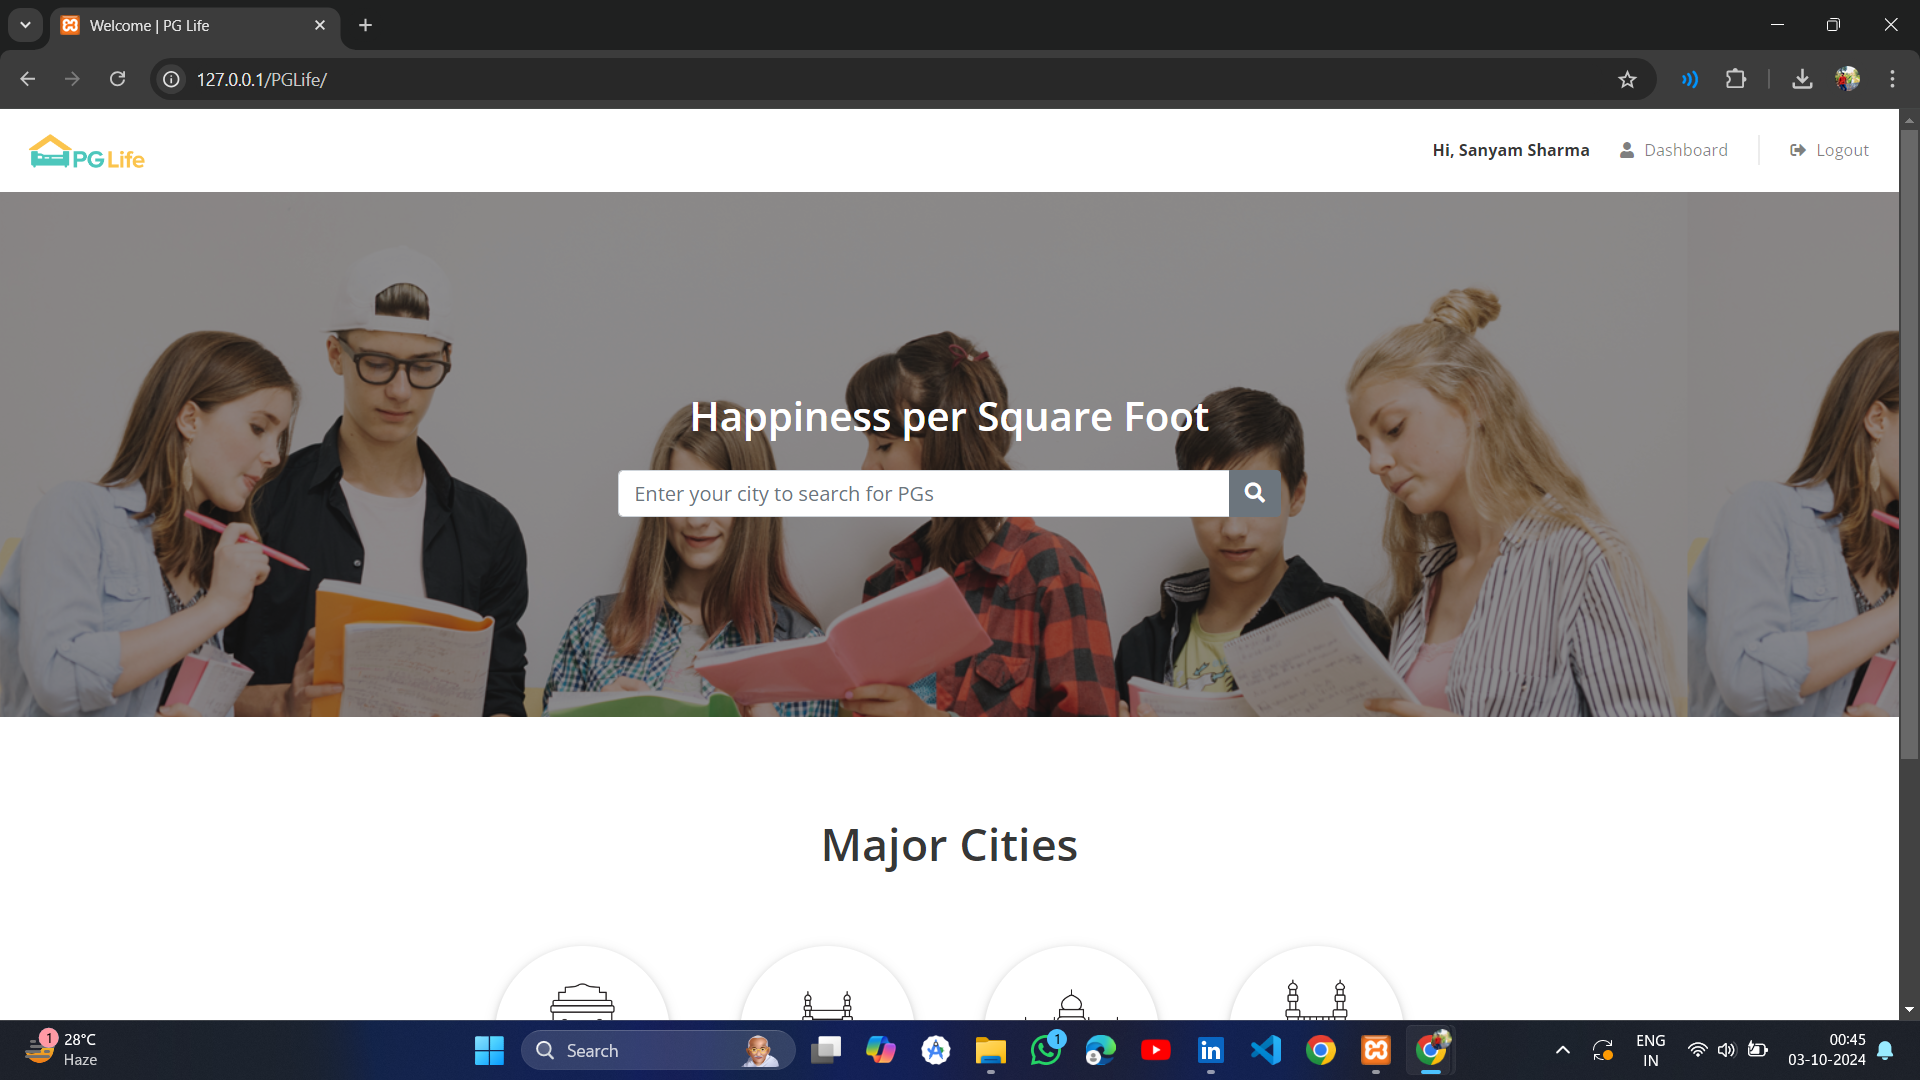 Welcome | PG Life
127.0.0.1/PGLife/
PG Life
Hi, Sanyam Sharma
Dashboard
Logout
Happiness per Square Foot
Enter your city to search for PGs
Major Cities
1
28°C
Haze
Search
1
ENG
IN
00:45
03-10-2024